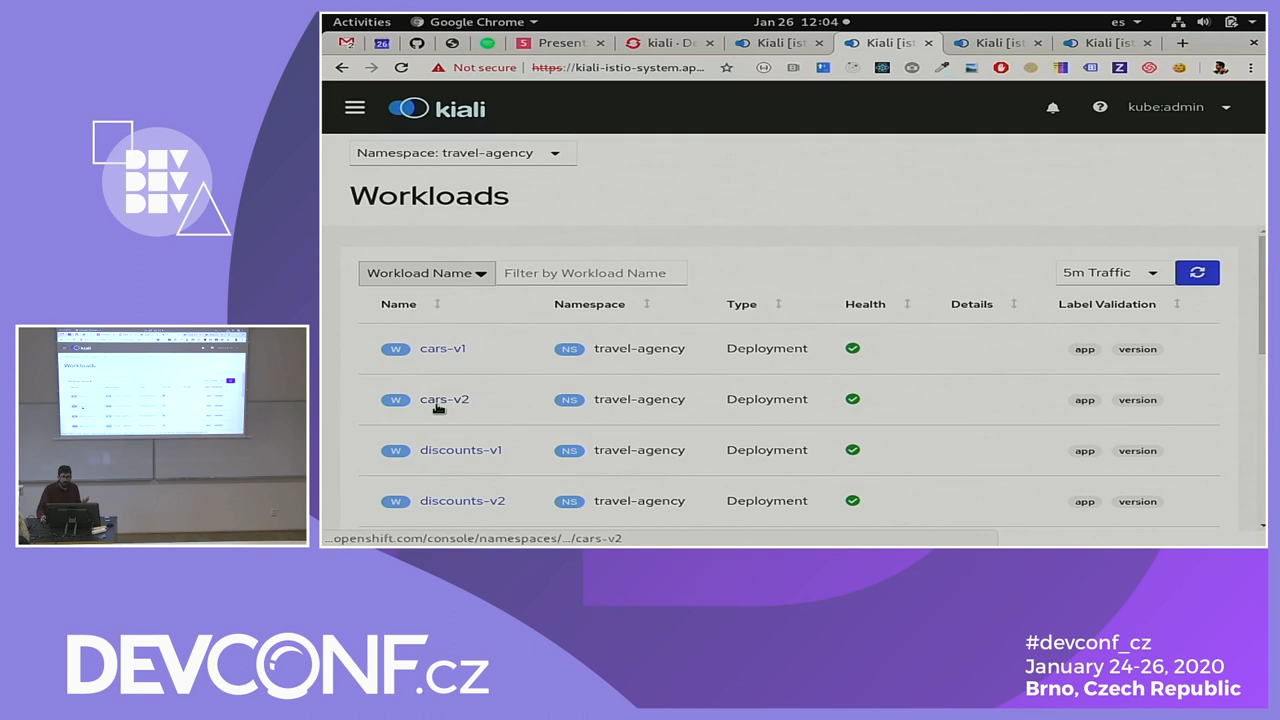 Activities Google Chrome Jan 26 12:04 es
26 Present kiali - De Kiali [ist Kiali [ist Kiali [ist Kiali [ist
Not secure https://kiali-istio-system.ap...
kiali kube:admin
Namespace: travel-agency
Workloads
Workload Name Filter by Workload Name 5m Traffic
Name Namespace Type Health Details Label Validation
W cars-v1 NS travel-agency Deployment app version
W cars-v2 NS travel-agency Deployment app version
W discounts-v1 NS travel-agency Deployment app version
W discounts-v2 NS travel-agency Deployment app version
...openshift.com/console/namespaces/.../cars-v2
DEV
DEV
DEV
kiali
Workloads
DEVCONF.cz
#devconf_cz
January 24-26, 2020
Brno, Czech Republic